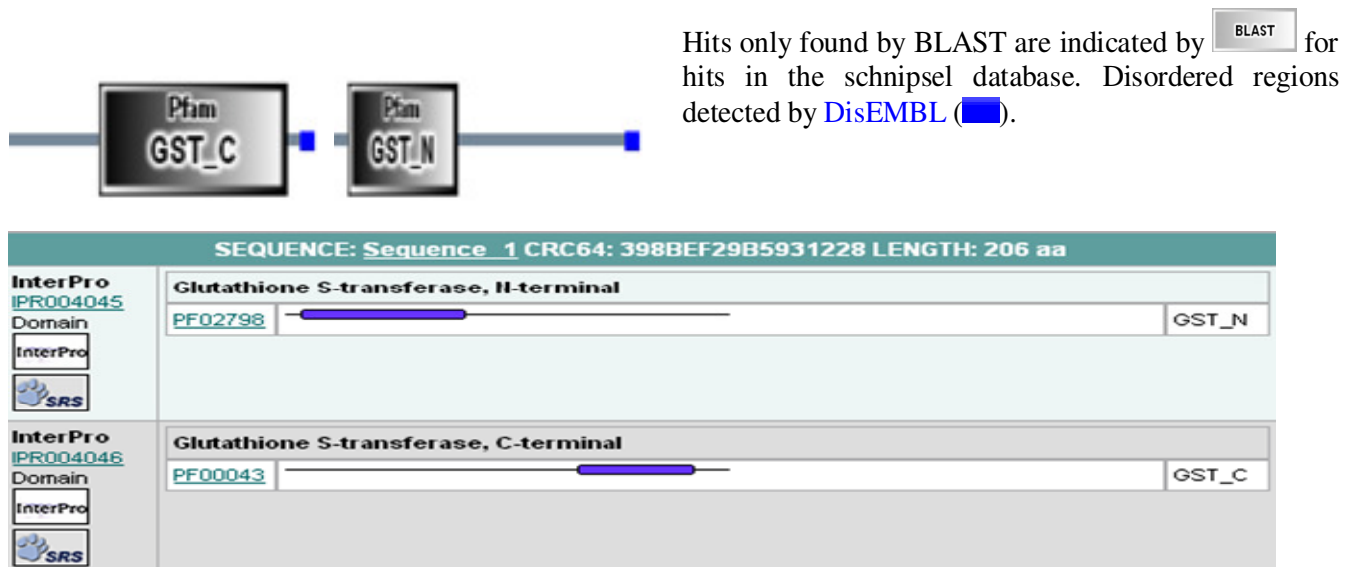 Hits only found by BLAST are indicated by BLAST for
hits in the schnipsel database. Disordered regions
detected by DisEMBL ( ).
Pfam
GST_C
Pfam
GST_N
SEQUENCE: Sequence_1 CRC64: 398BEF29B5931228 LENGTH: 206 aa
InterPro
IPR004045
Domain
InterPro
SRS
Glutathione S-transferase, N-terminal
PF02798
GST_N
InterPro
IPR004046
Domain
InterPro
SRS
Glutathione S-transferase, C-terminal
PF00043
GST_C